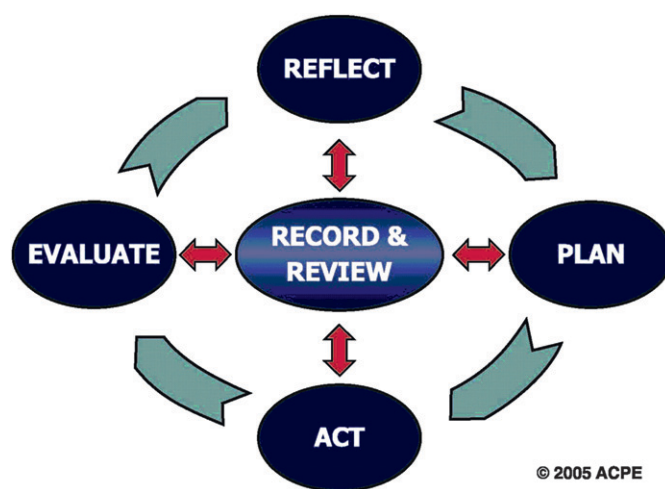 REFLECT
EVALUATE
RECORD &
REVIEW
PLAN
ACT
© 2005 ACPE